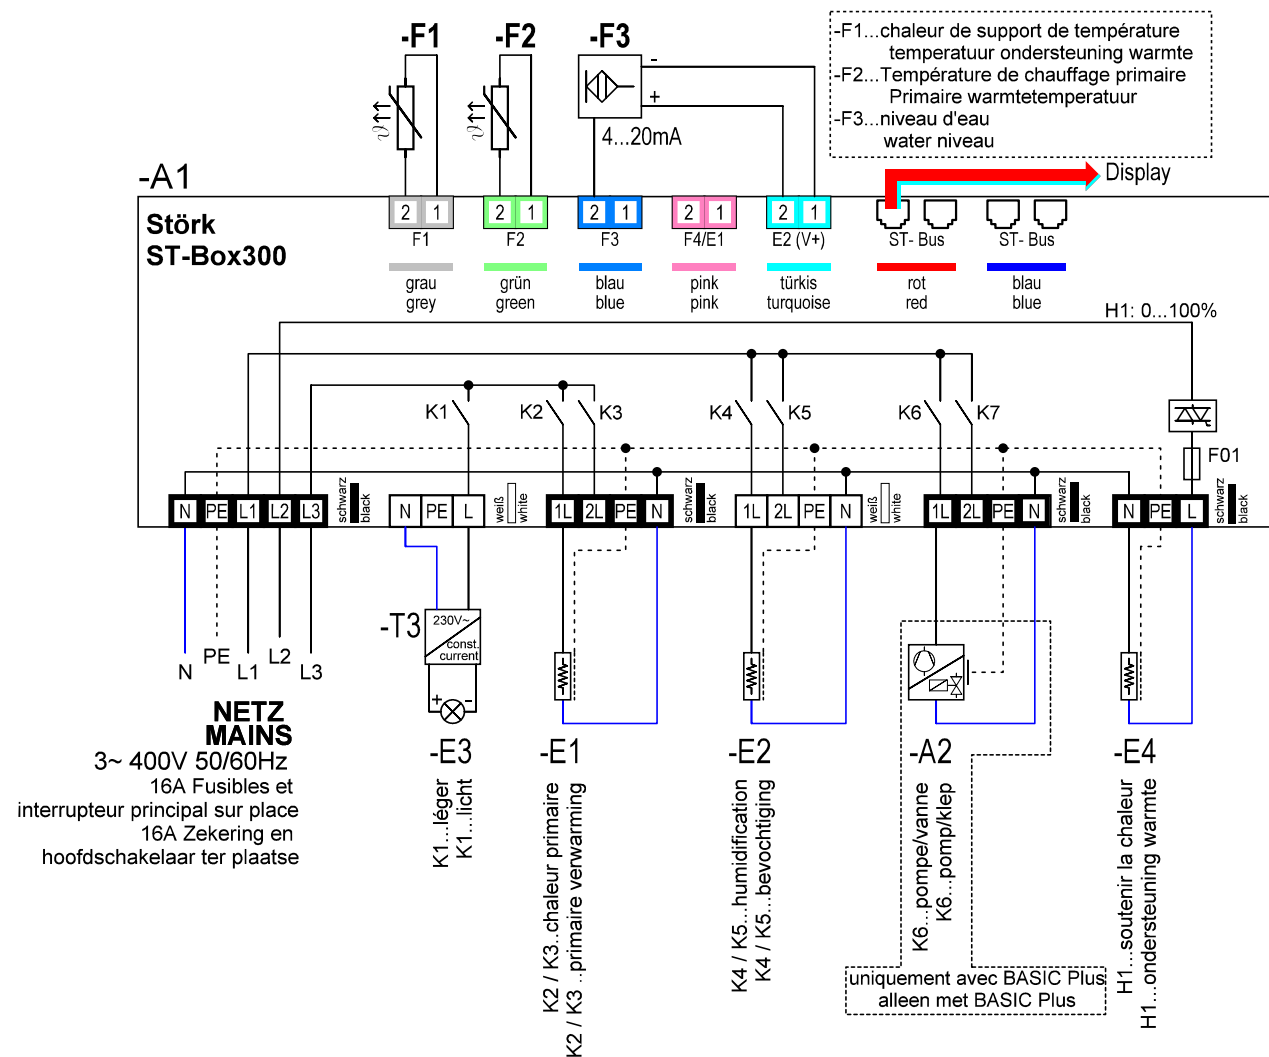 -F1
-F2
-F3
-F1...chaleur de support de température
temperatuur ondersteuning warmte
-F2...Température de chauffage primaire
Primaire warmtetemperatuur
-F3...niveau d'eau
water niveau
ϑ
ϑ
-
+
4...20mA
Display
-A1
Störk
ST-Box300
2 1
2 1
2 1
2 1
2 1
F1
F2
F3
F4/E1
E2 (V+)
ST- Bus
ST- Bus
grau
grey
grün
green
blau
blue
pink
pink
türkis
turquoise
rot
red
blau
blue
H1: 0...100%
K1
K2
K3
K4
K5
K6
K7
F01
N PE L1 L2 L3
schwarz
black
N PE L
weiß
white
1L 2L PE N
schwarz
black
1L 2L PE N
weiß
white
1L 2L PE N
schwarz
black
N PE L
schwarz
black
N
PE
L1
L2
L3
-T3
230V~
const.
current
+
-
NETZ
MAINS
3~ 400V 50/60Hz
16A Fusibles et
interrupteur principal sur place
16A Zekering en
hoofdschakelaar ter plaatse
-E3
K1...léger
K1...licht
-E1
K2 / K3..chaleur primaire
K2 / K3 ..primaire verwarming
-E2
K4 / K5...humidification
K4 / K5...bevochtiging
-A2
K6...pompe/vanne
K6...pomp/klep
uniquement avec BASIC Plus
alleen met BASIC Plus
-E4
H1...soutenir la chaleur
H1...ondersteuning warmte